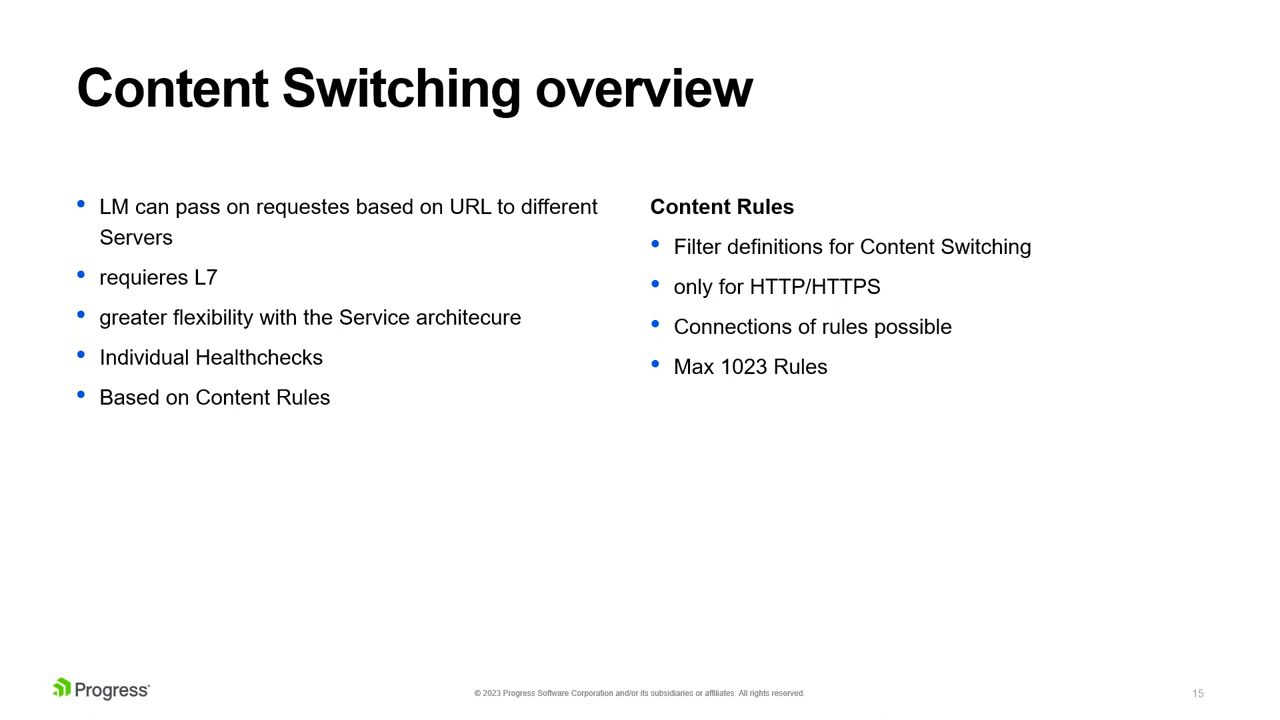 Content Switching overview
• LM can pass on requestes based on URL to different
Servers
• requieres L7
• greater flexibility with the Service architecure
• Individual Healthchecks
• Based on Content Rules
Content Rules
• Filter definitions for Content Switching
• only for HTTP/HTTPS
• Connections of rules possible
• Max 1023 Rules
Progress
© 2023 Progress Software Corporation and/or its subsidiaries or affiliates. All rights reserved.
15